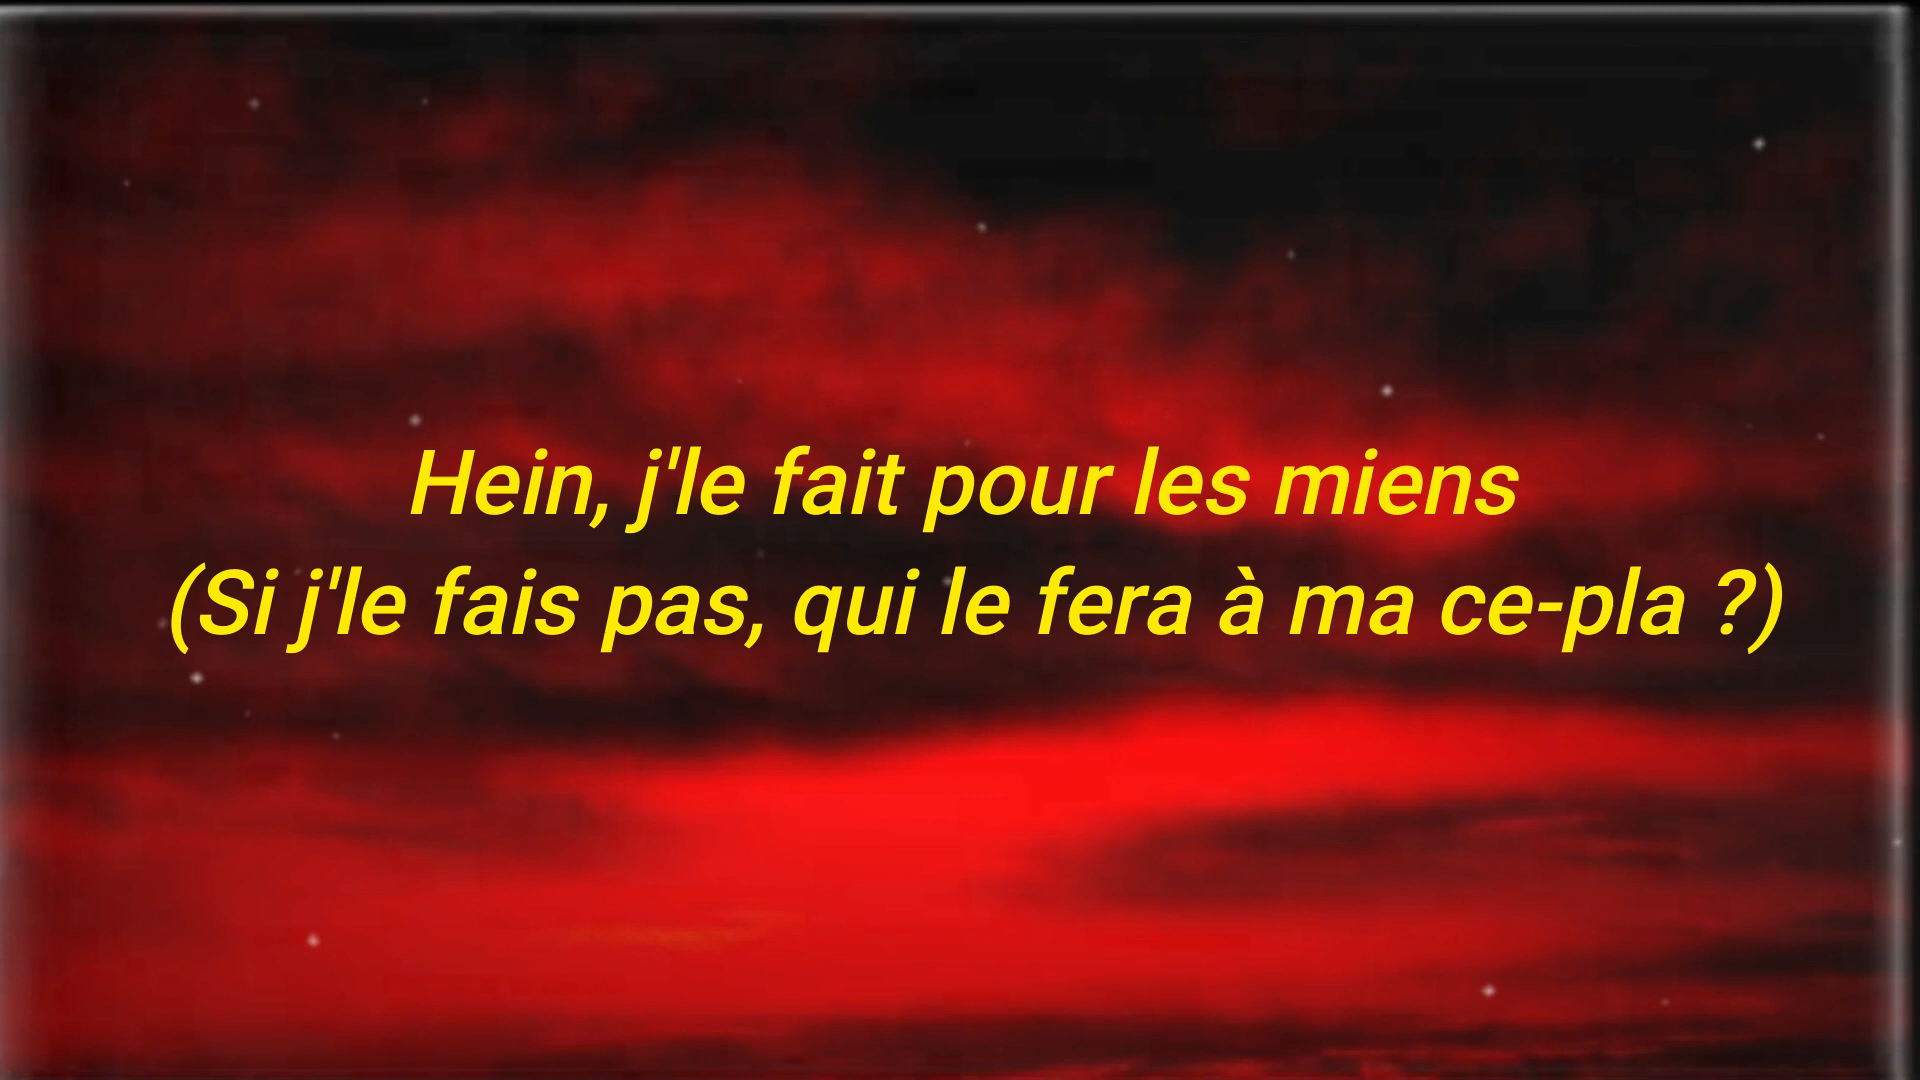 Hein, j'le fait pour les miens
(Si j'le fais pas, qui le fera à ma ce-pla ?)